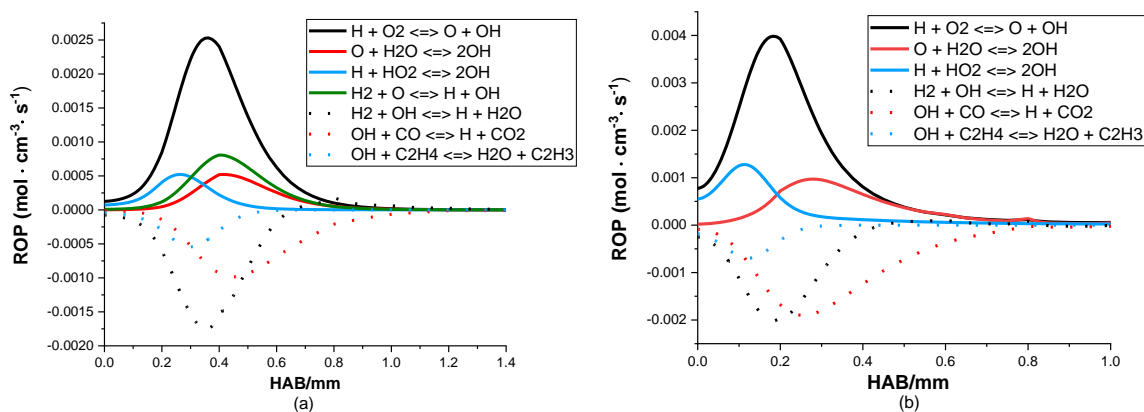 (a)
ROP (mol · cm⁻³ · s⁻¹)
0.0025
0.0020
0.0015
0.0010
0.0005
0.0000
-0.0005
-0.0010
-0.0015
-0.0020
H + O2 <=> O + OH
O + H2O <=> 2OH
H + HO2 <=> 2OH
H2 + O <=> H + OH
H2 + OH <=> H + H2O
OH + CO <=> H + CO2
OH + C2H4 <=> H2O + C2H3
0.0 0.2 0.4 0.6 0.8 1.0 1.2 1.4
HAB/mm
(a)
(b)
ROP (mol · cm⁻³ · s⁻¹)
0.004
0.003
0.002
0.001
0.000
-0.001
-0.002
H + O2 <=> O + OH
O + H2O <=> 2OH
H + HO2 <=> 2OH
H2 + OH <=> H + H2O
OH + CO <=> H + CO2
OH + C2H4 <=> H2O + C2H3
0.0 0.2 0.4 0.6 0.8 1.0
HAB/mm
(b)